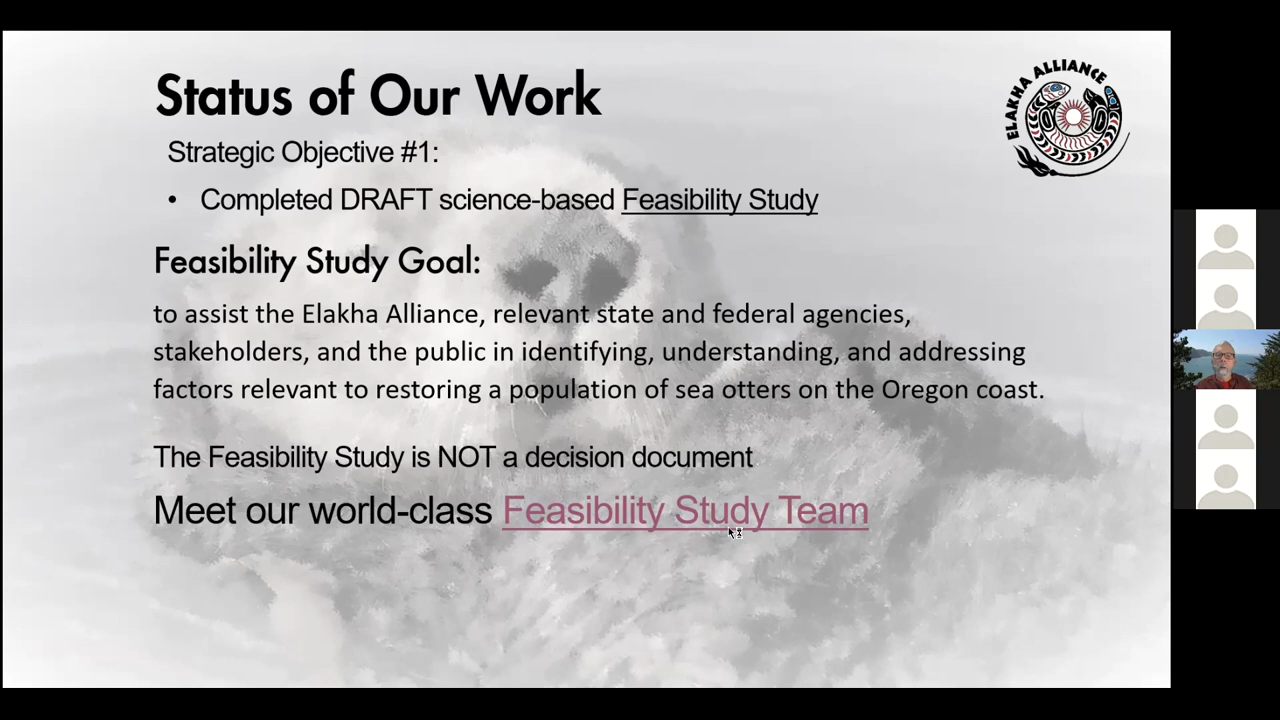 Status of Our Work
ELAKHA ALLIANCE
Strategic Objective #1:
• Completed DRAFT science-based Feasibility Study
Feasibility Study Goal:
to assist the Elakha Alliance, relevant state and federal agencies,
stakeholders, and the public in identifying, understanding, and addressing
factors relevant to restoring a population of sea otters on the Oregon coast.
The Feasibility Study is NOT a decision document
Meet our world-class Feasibility Study Team